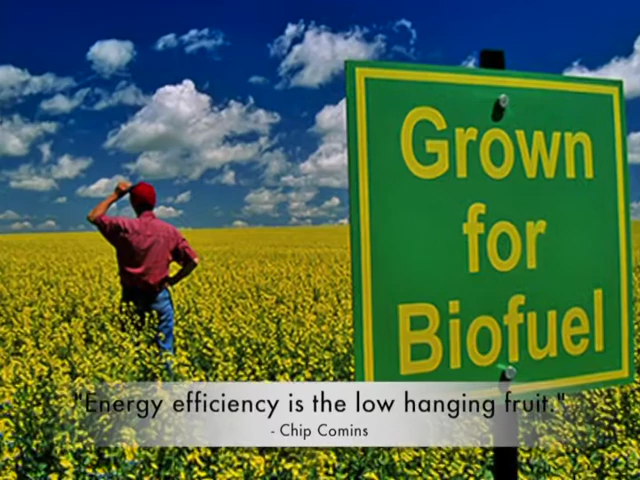 Grown
for
Biofuel
"Energy efficiency is the low hanging fruit."
- Chip Comins